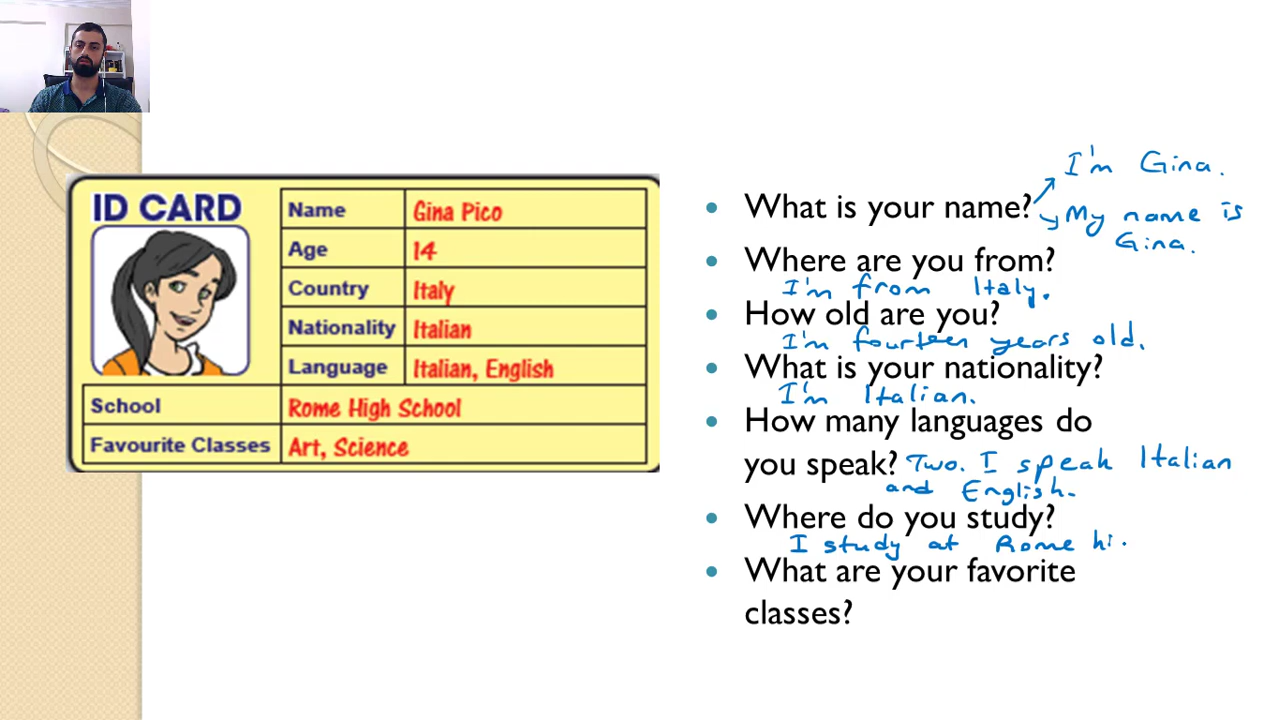 ID CARD
Name Gina Pico
Age 14
Country Italy
Nationality Italian
Language Italian, English
School Rome High School
Favourite Classes Art, Science
I'm Gina.
What is your name?
My name is
Gina.
Where are you from?
I'm from Italy.
How old are you?
I'm fourteen years old.
What is your nationality?
I'm Italian.
How many languages do
you speak? Two. I speak Italian
and English.
Where do you study?
I study at Rome hi.
What are your favorite
classes?